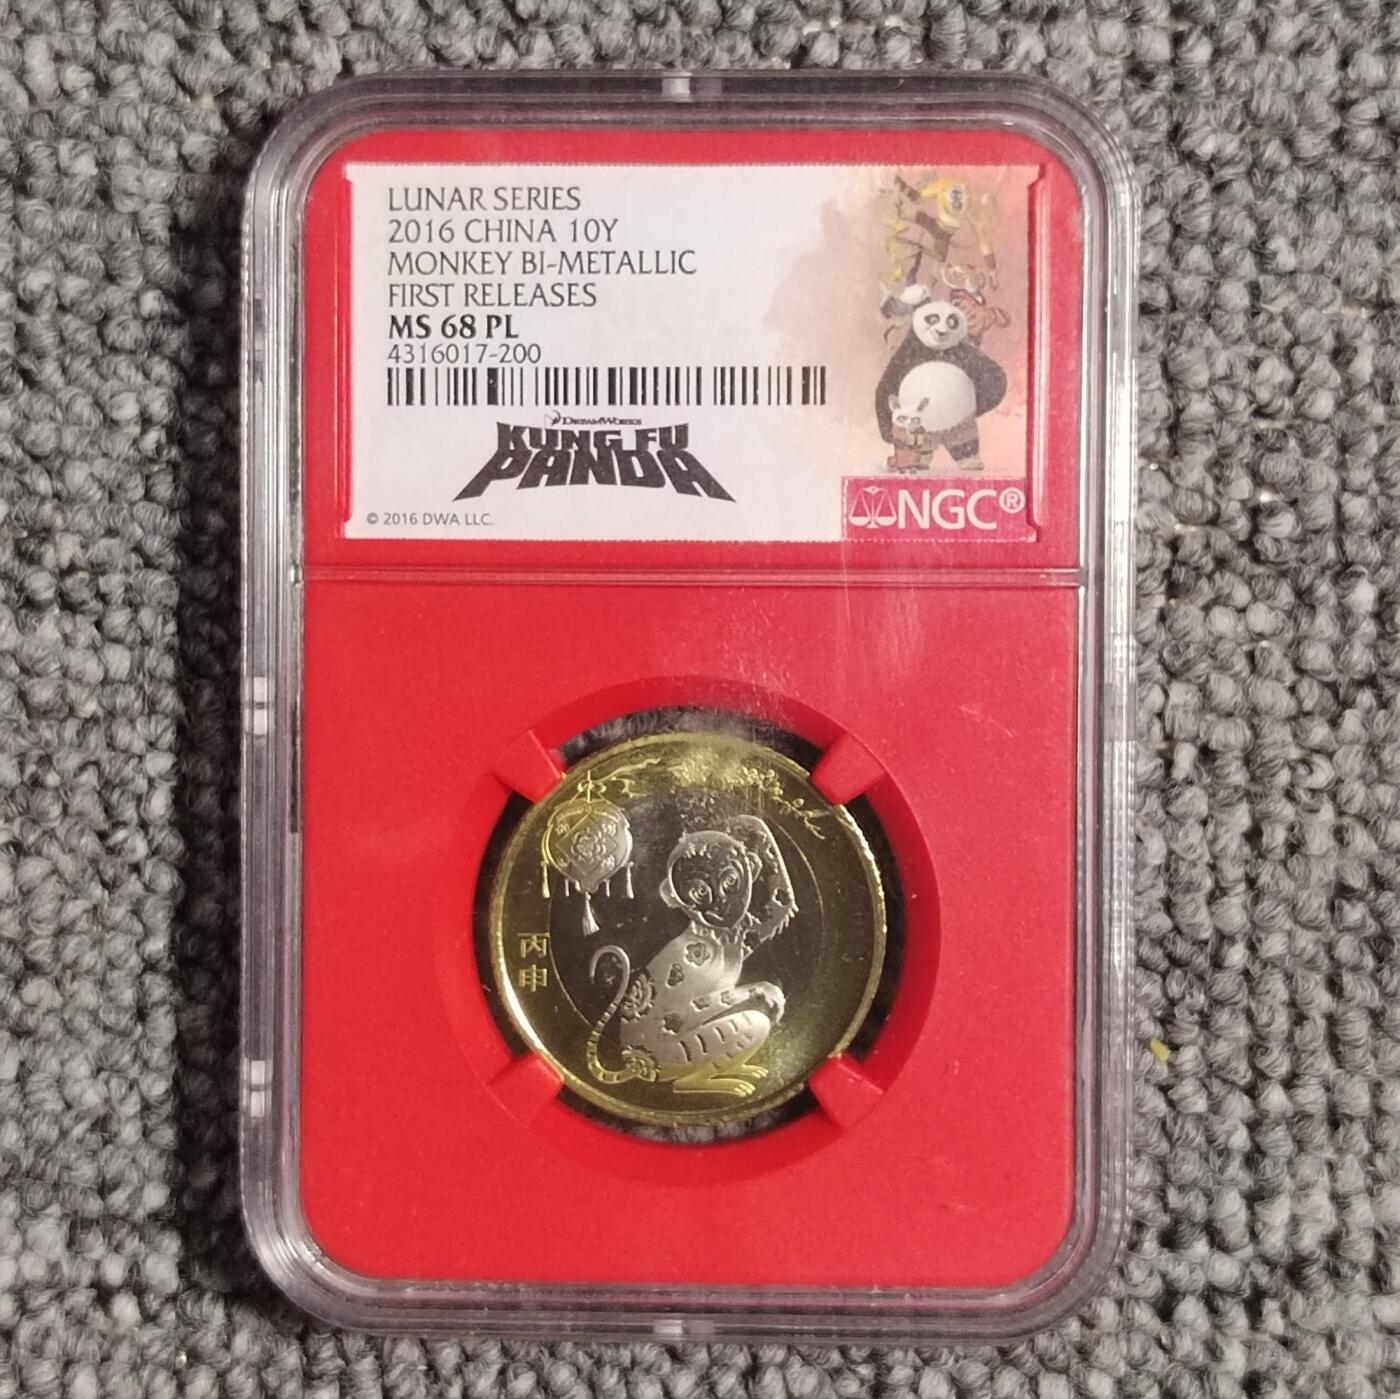 LUNAR SERIES
2016 CHINA 10Y
MONKEY BI-METALLIC
FIRST RELEASES
MS 68 PL
4316017-200
DREAMWORKS
KUNG FU
PANDA
© 2016 DWA LLC.
NGC®
丙
申